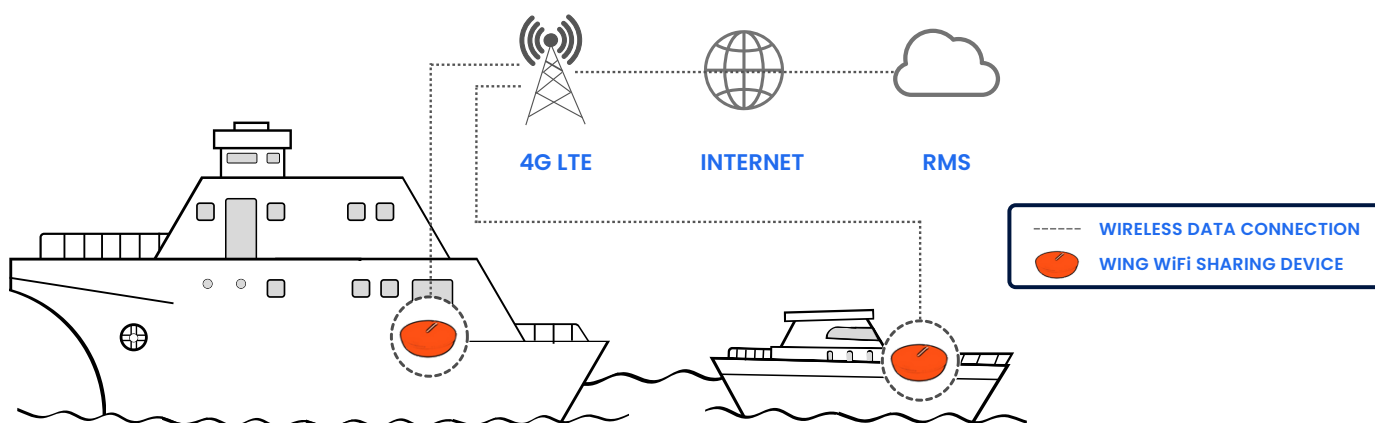 4G LTE
INTERNET
RMS
WIRELESS DATA CONNECTION
WING WiFi SHARING DEVICE